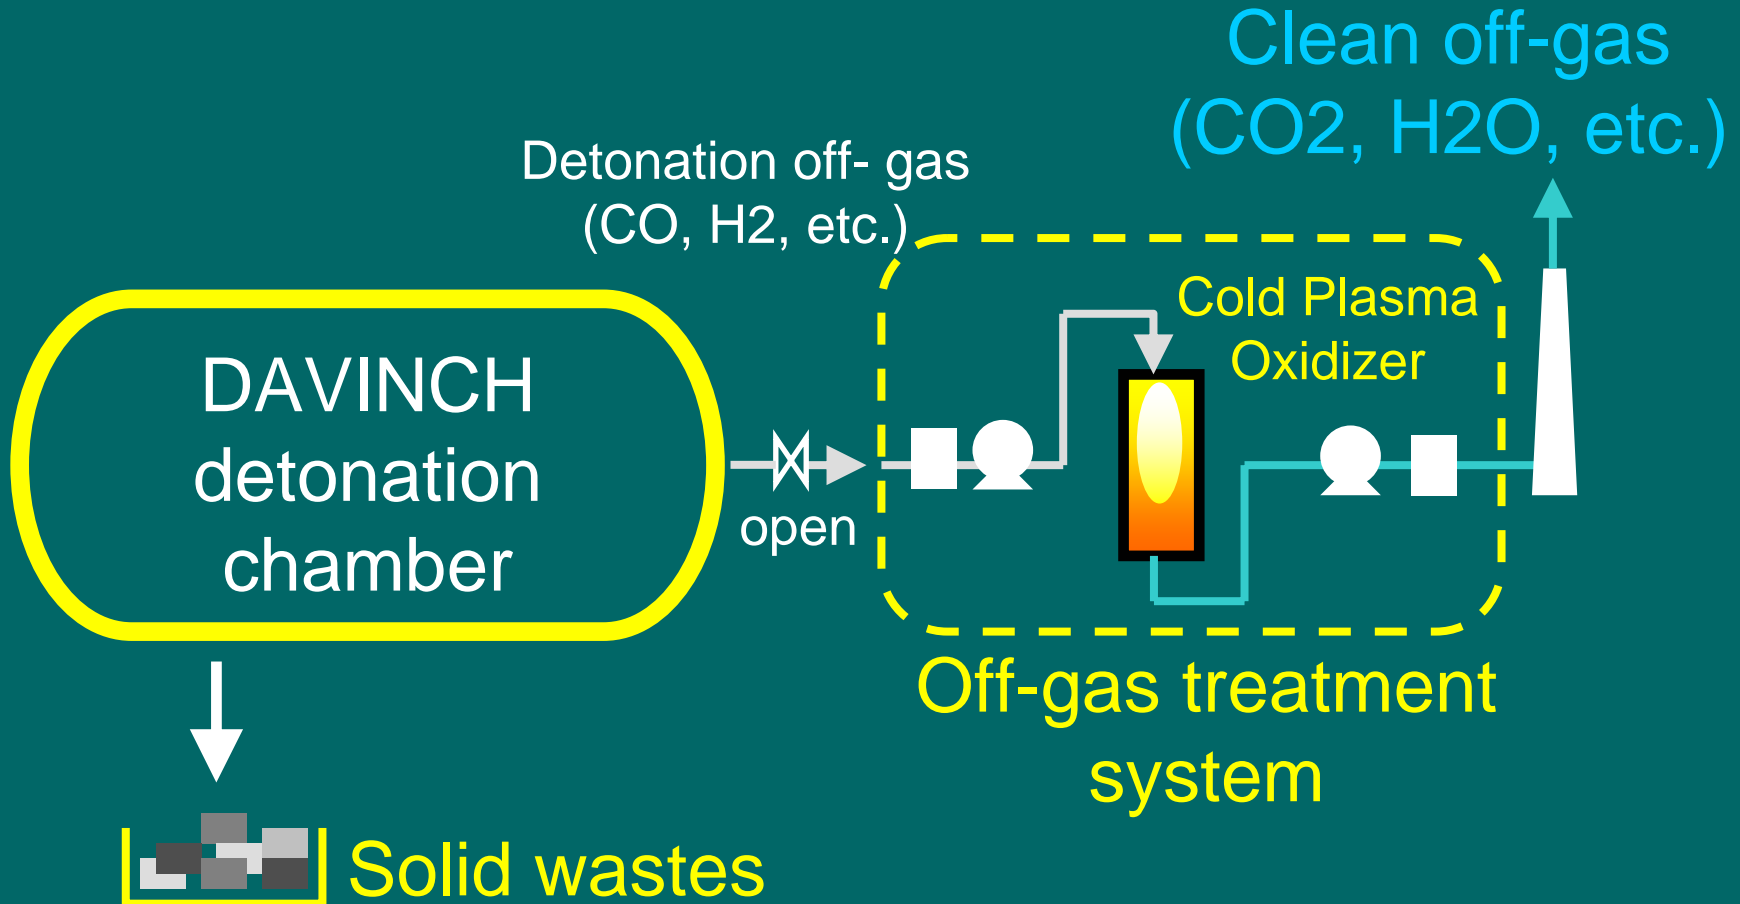 Clean off-gas
(CO2, H2O, etc.)
Detonation off- gas
(CO, H2, etc.)
Cold Plasma
Oxidizer
DAVINCH
detonation
chamber
open
Off-gas treatment
system
Solid wastes